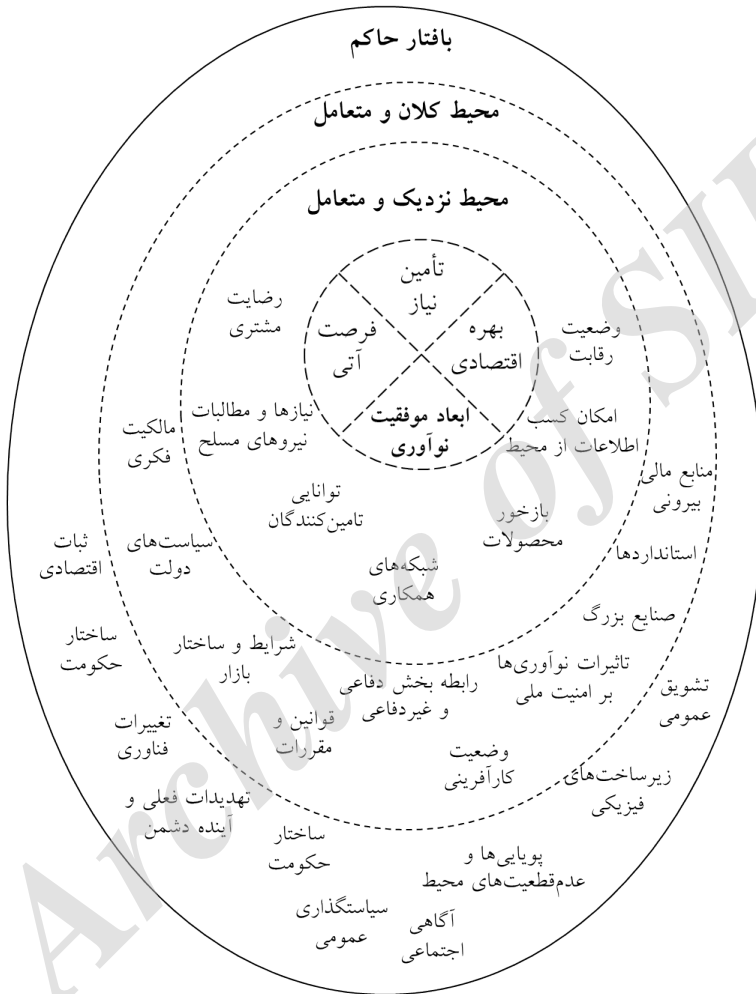 بافتار حاکم
محیط کلان و متعامل
محیط نزدیک و متعامل
تأمین
نیاز
فرصت
آتی
بهره
اقتصادی
ابعاد موفقیت
نوآوری
رضایت
مشتری
وضعیت
رقابت
نیازها و مطالبات
نیروهای مسلح
امکان کسب
اطلاعات از محیط
مالکیت
فکری
منابع مالی
بیرونی
توانایی
تامین‌کنندگان
بازخور
محصولات
شبکه‌های
همکاری
ثبات
اقتصادی
سیاست‌های
دولت
استانداردها
صنایع بزرگ
ساختار
حکومت
شرایط و ساختار
بازار
رابطه بخش دفاعی
و غیردفاعی
تاثیرات نوآوری‌ها
بر امنیت ملی
تشویق
عمومی
تغییرات
فناوری
قوانین و
مقررات
وضعیت
کارآفرینی
زیرساخت‌های
فیزیکی
تهدیدات فعلی و
آینده دشمن
ساختار
حکومت
پویایی‌ها و
عدم‌قطعیت‌های محیط
سیاستگذاری
عمومی
آگاهی
اجتماعی
Archive of SID